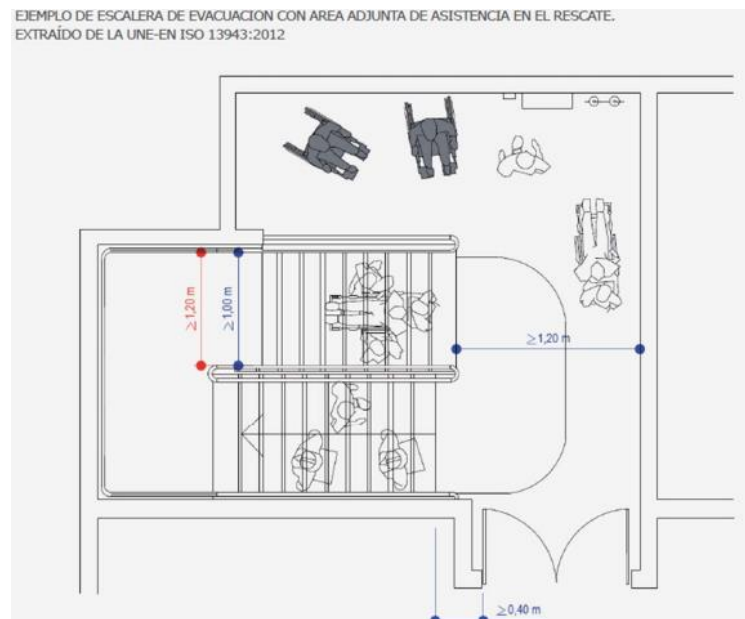 EJEMPLO DE ESCALERA DE EVACUACION CON AREA ADJUNTA DE ASISTENCIA EN EL RESCATE.
EXTRAÍDO DE LA UNE-EN ISO 13943:2012
≥1,20 m
≥1,00 m
≥1,20 m
≥0,40 m